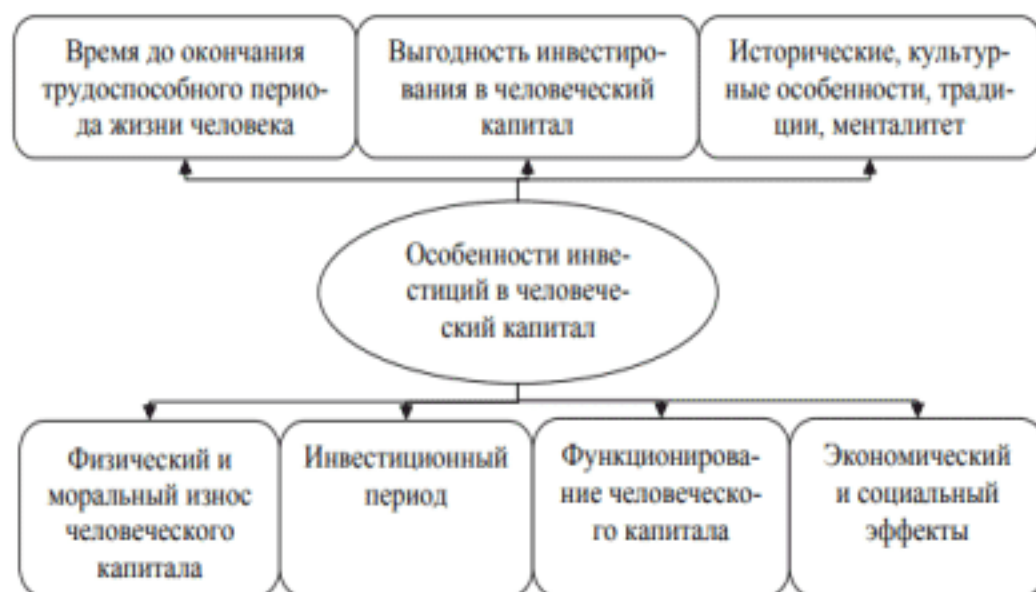 Время до окончания
трудоспособного перио-
да жизни человека
Выгодность инвестиро-
вания в человеческий
капитал
Исторические, культур-
ные особенности, тради-
ции, менталитет
Особенности инве-
стиций в человече-
ский капитал
Физический и
моральный износ
человеческого
капитала
Инвестиционный
период
Функционирова-
ние человеческо-
го капитала
Экономический
и социальный
эффекты